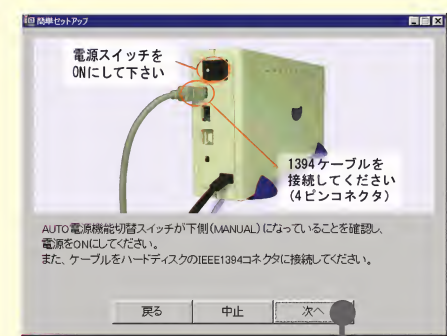 簡単セットアップ
電源スイッチを
ONにして下さい
1394ケーブルを
接続してください
(4ピンコネクタ)
AUTO電源機能切替スイッチが下側(MANUAL)になっていることを確認し、
電源をONにしてください。
また、ケーブルをハードディスクのIEEE1394コネクタに接続してください。
戻る
中止
次へ